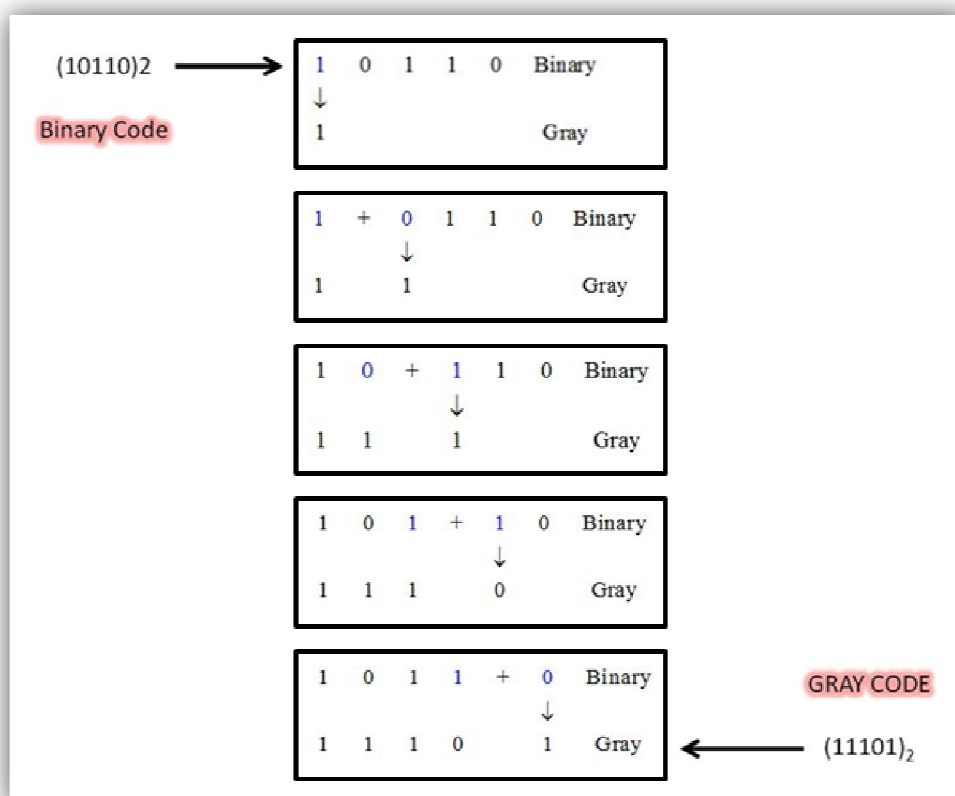 (10110)2 → 1 0 1 1 0 Binary
↓
Binary Code 1 Gray
1 + 0 1 1 0 Binary
↓
1 1 Gray
1 0 + 1 1 0 Binary
↓
1 1 1 Gray
1 0 1 + 1 0 Binary
↓
1 1 1 0 Gray
1 0 1 1 + 0 Binary
GRAY CODE
↓
1 1 1 0 1 Gray ← (11101)₂